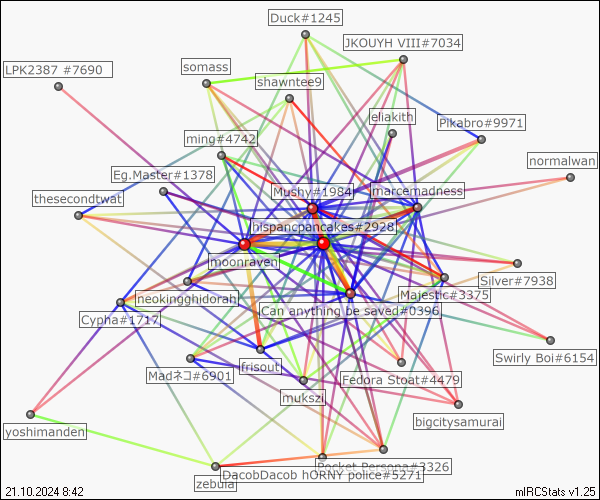 Duck#1245
JKOUYH VIII#7034
LPK2387 #7690
somass
shawntee9
eliakith
Pikabro#9971
ming#4742
normalwan
Eg.Master#1378
Mushy#1984
marcemadness
thesecondtwat
hispancpancakes#2928
moonraven
neokingghidorah
Majestic#3375
Silver#7938
Can anything be saved#0396
Cypha#1717
Swirly Boi#6154
frisout
Madネコ#6901
Fedora Stoat#4479
mukszi
bigcitysamurai
yoshimanden
Pocket Persona#3326
DacobDacob hORNY police#5271
zebula
21.10.2024 8:42
mIRCStats v1.25